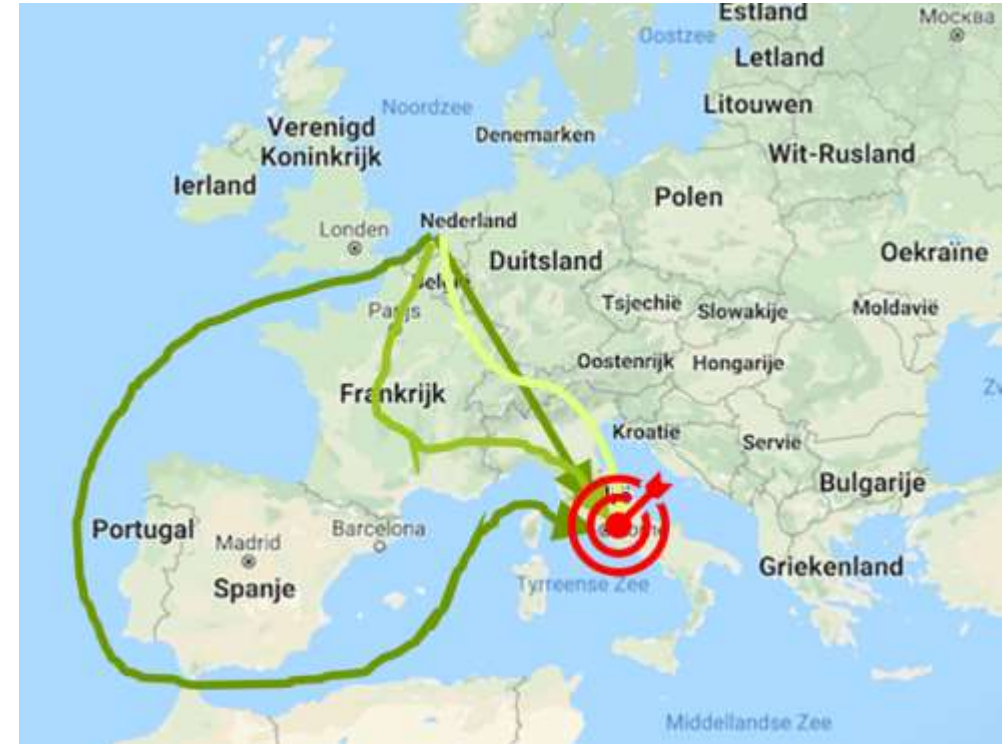 Estland
Москва
Oostzee
Letland
Noordzee
Litouwen
Verenigd
Koninkrijk
Denemarken
Wit-Rusland
Ierland
Polen
Nederland
Londen
Oekraïne
Duitsland
België
Tsjechië
Slowakije
Moldavië
Parijs
Oostenrijk
Hongarije
Frankrijk
Kroatië
Servië
Bulgarije
Portugal
Barcelona
Madrid
Griekenland
Spanje
Tyrreense Zee
Middellandse Zee